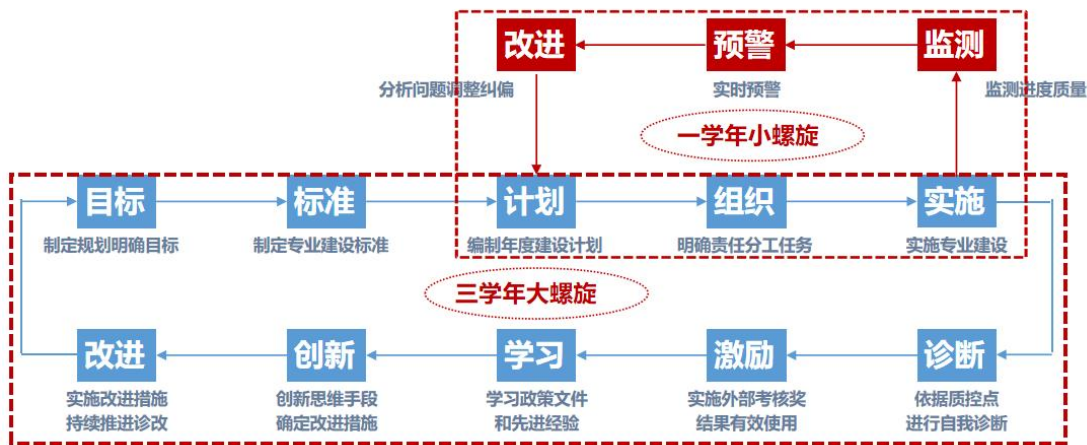 改进
预警
监测
分析问题调整纠偏
实时预警
监测进度质量
一学年小螺旋
目标
标准
计划
组织
实施
制定规划明确目标
制定专业建设标准
编制年度建设计划
明确责任分工任务
实施专业建设
三学年大螺旋
改进
创新
学习
激励
诊断
实施改进措施
持续推进诊改
创新思维手段
确定改进措施
学习政策文件
和先进经验
实施外部考核奖
结果有效使用
依据质控点
进行自我诊断